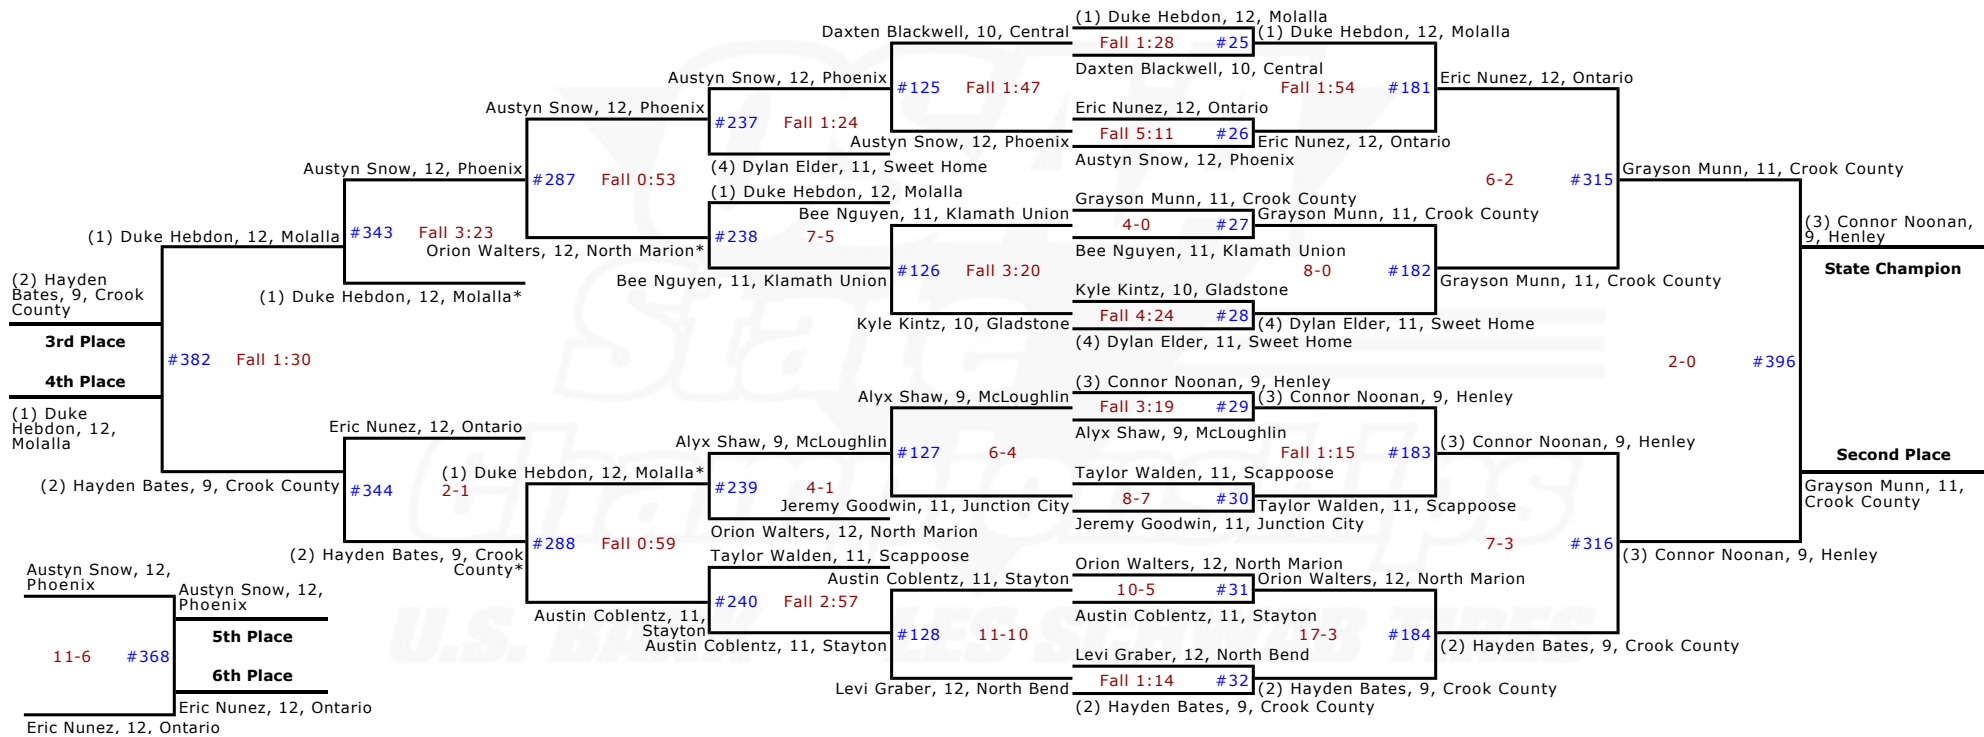 (1) Duke Hebdon, 12, Molalla
Daxten Blackwell, 10, Central
Fall 1:28 #25
(1) Duke Hebdon, 12, Molalla
Daxten Blackwell, 10, Central
Austyn Snow, 12, Phoenix
#125 Fall 1:47
Fall 1:54 #181
Eric Nunez, 12, Ontario
Austyn Snow, 12, Phoenix
#237 Fall 1:24
Eric Nunez, 12, Ontario
Fall 5:11 #26
Austyn Snow, 12, Phoenix
Eric Nunez, 12, Ontario
Austyn Snow, 12, Phoenix
Austyn Snow, 12, Phoenix
(4) Dylan Elder, 11, Sweet Home
#287 Fall 0:53
6-2 #315
Grayson Munn, 11, Crook County
(1) Duke Hebdon, 12, Molalla
Grayson Munn, 11, Crook County
Bee Nguyen, 11, Klamath Union
4-0 #27
Grayson Munn, 11, Crook County
(1) Duke Hebdon, 12, Molalla
#343 Fall 3:23
Orion Walters, 12, North Marion*
#238 7-5
Bee Nguyen, 11, Klamath Union
(3) Connor Noonan,
9, Henley
State Champion
(2) Hayden
Bates, 9, Crook
County
3rd Place
(1) Duke Hebdon, 12, Molalla*
Bee Nguyen, 11, Klamath Union
#126 Fall 3:20
8-0 #182
Grayson Munn, 11, Crook County
Kyle Kintz, 10, Gladstone
Kyle Kintz, 10, Gladstone
Fall 4:24 #28
(4) Dylan Elder, 11, Sweet Home
(4) Dylan Elder, 11, Sweet Home
#382 Fall 1:30
2-0 #396
4th Place
(1) Duke
Hebdon, 12,
Molalla
(3) Connor Noonan, 9, Henley
Alyx Shaw, 9, McLoughlin
Fall 3:19 #29
(3) Connor Noonan, 9, Henley
Eric Nunez, 12, Ontario
Alyx Shaw, 9, McLoughlin
Alyx Shaw, 9, McLoughlin
#127 6-4
Fall 1:15 #183
(3) Connor Noonan, 9, Henley
(1) Duke Hebdon, 12, Molalla*
Taylor Walden, 11, Scappoose
Second Place
(2) Hayden Bates, 9, Crook County
#344 2-1
#239 4-1
8-7 #30
Jeremy Goodwin, 11, Junction City
Taylor Walden, 11, Scappoose
Grayson Munn, 11,
Crook County
Jeremy Goodwin, 11, Junction City
Orion Walters, 12, North Marion
#288 Fall 0:59
7-3 #316
(2) Hayden Bates, 9, Crook
County*
Taylor Walden, 11, Scappoose
(3) Connor Noonan, 9, Henley
Orion Walters, 12, North Marion
Austin Coblentz, 11, Stayton
10-5 #31
Orion Walters, 12, North Marion
Austyn Snow, 12,
Phoenix
Austyn Snow, 12,
Phoenix
5th Place
#240 Fall 2:57
Austin Coblentz, 11,
Stayton
Austin Coblentz, 11, Stayton
Austin Coblentz, 11, Stayton
#128 11-10
17-3 #184
(2) Hayden Bates, 9, Crook County
11-6 #368
6th Place
Levi Graber, 12, North Bend
Levi Graber, 12, North Bend
Fall 1:14 #32
(2) Hayden Bates, 9, Crook County
Eric Nunez, 12, Ontario
(2) Hayden Bates, 9, Crook County
Eric Nunez, 12, Ontario
OSAA
State
Championships
U.S. BANK LES SCHWAB TIRES